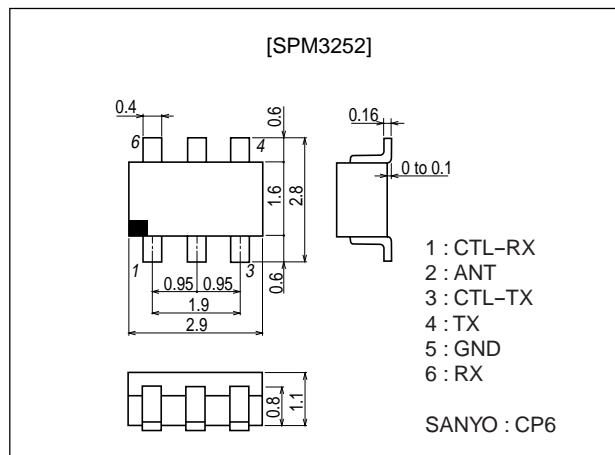 [SPM3252]
0.4
0.6
0.16
6
4
0 to 0.1
1.6
2.8
1
3
0.95 0.95
0.6
1.9
2.9
1 : CTL–RX
2 : ANT
3 : CTL–TX
4 : TX
5 : GND
6 : RX
0.8
1.1
SANYO : CP6